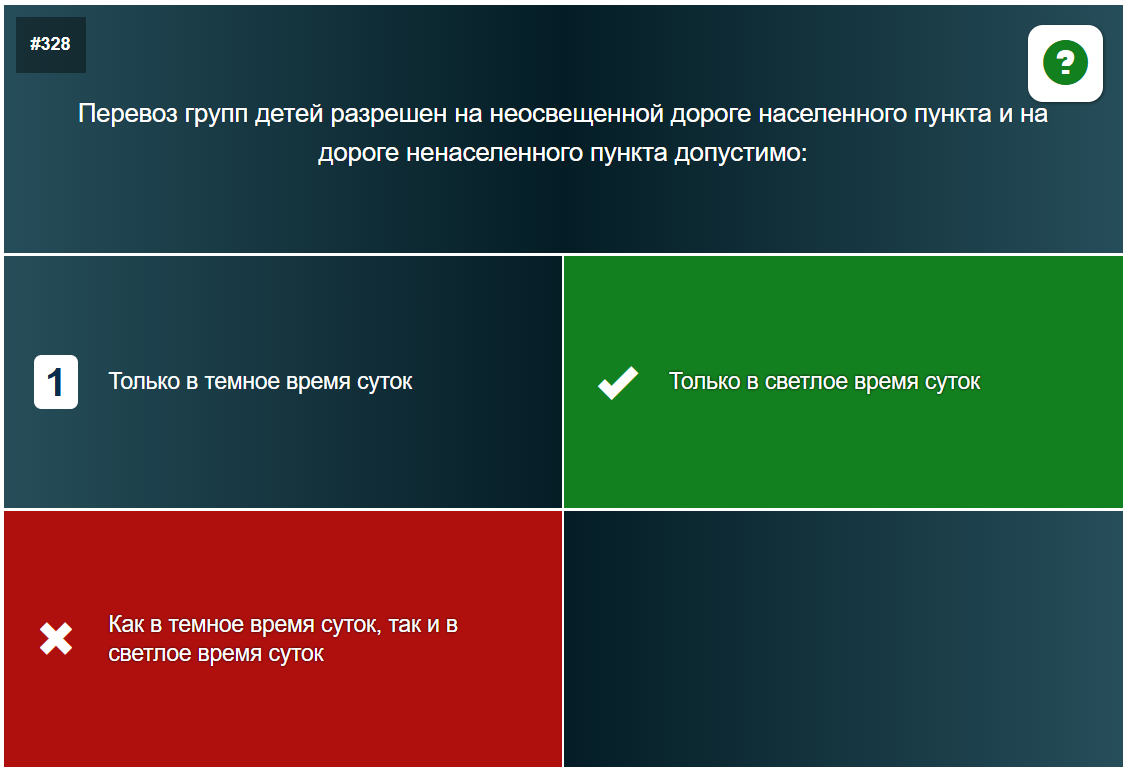 #328
?
Перевоз групп детей разрешен на неосвещенной дороге населенного пункта и на
дороге ненаселенного пункта допустимо:
1
Только в темное время суток
Только в светлое время суток
Как в темное время суток, так и в
светлое время суток